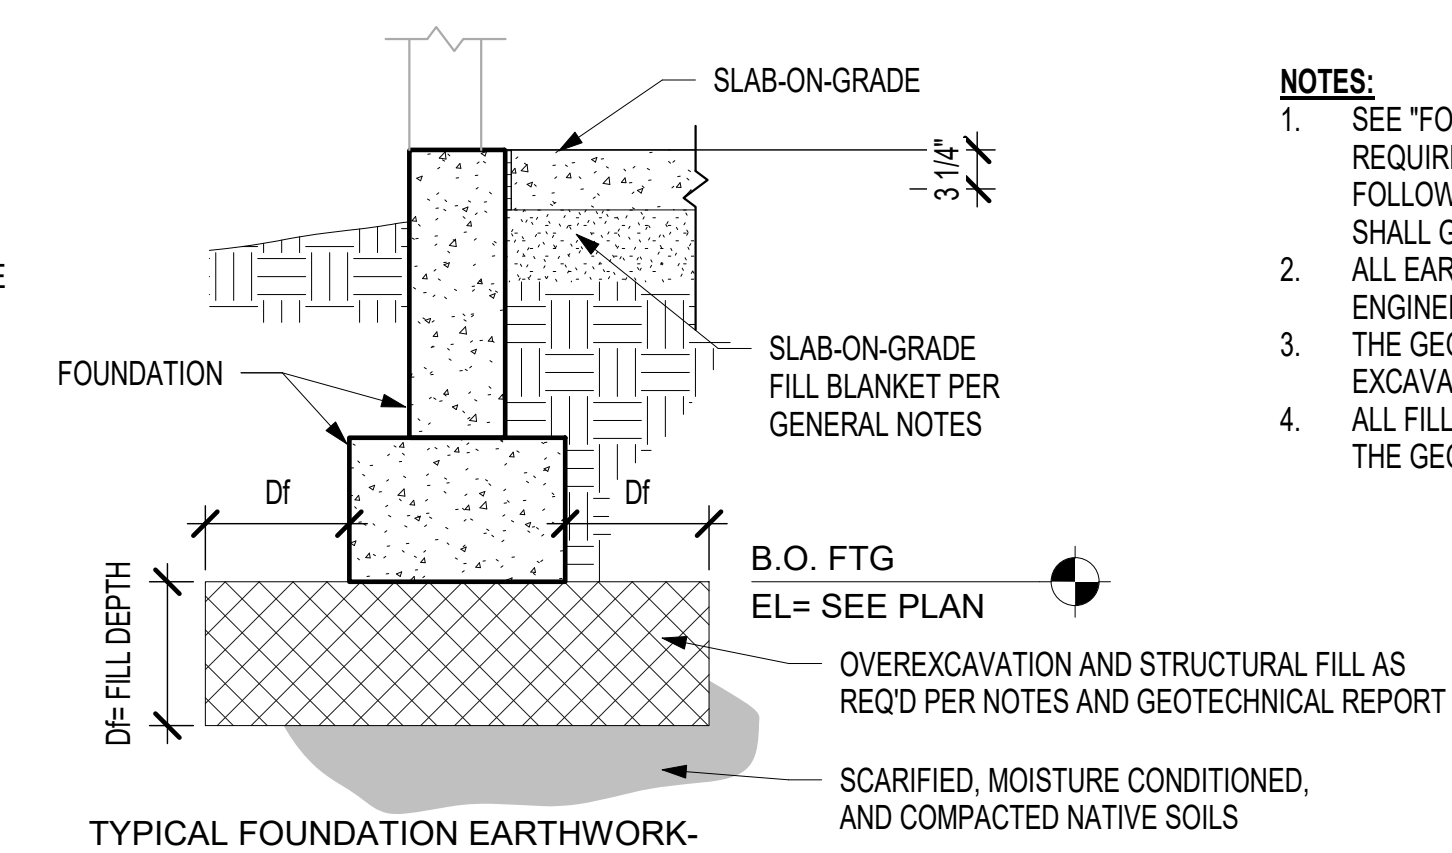 SLAB-ON-GRADE
3 1/4"
SLAB-ON-GRADE
FILL BLANKET PER
GENERAL NOTES
FOUNDATION
Df
Df
B.O. FTG
EL= SEE PLAN
Df= FILL DEPTH
OVEREXCAVATION AND STRUCTURAL FILL AS
REQ'D PER NOTES AND GEOTECHNICAL REPORT
SCARIFIED, MOISTURE CONDITIONED,
AND COMPACTED NATIVE SOILS
TYPICAL FOUNDATION EARTHWORK-
NOTES:
1. SEE "FO
REQUIR
FOLLOW
SHALL G
2. ALL EAR
ENGINE
3. THE GEO
EXCAVA
4. ALL FILL
THE GEO